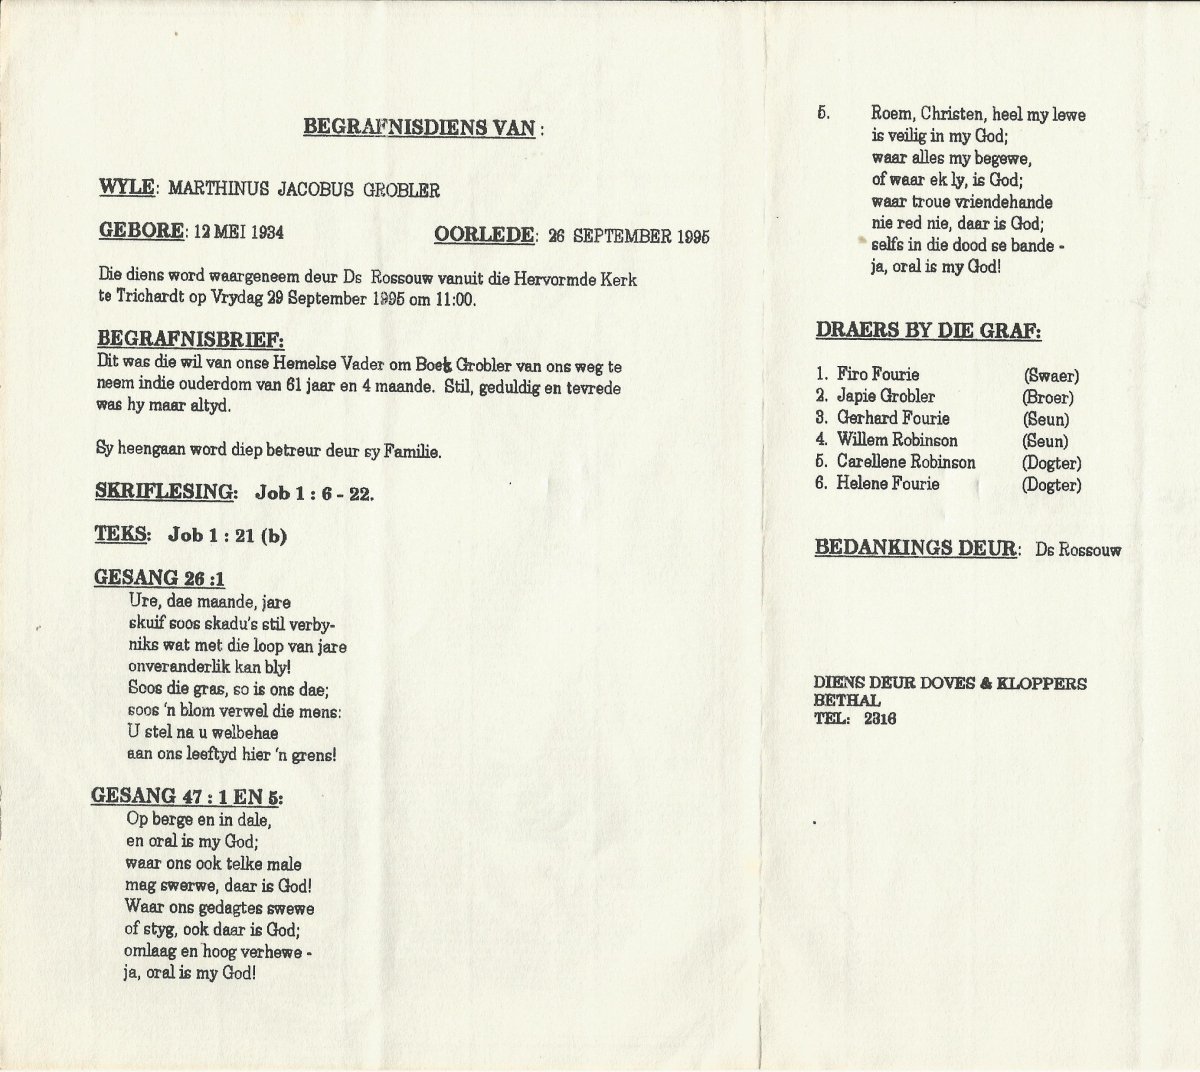 BEGRAFNISDIENS VAN :
WYLE: MARTHINUS JACOBUS GROBLER
GEBORE: 12 MEI 1934 OORLEDE: 26 SEPTEMBER 1995
Die diens word waargeneem deur Ds Rossouw vanuit die Hervormde Kerk
te Trichardt op Vrydag 29 September 1995 om 11:00.
BEGRAFNISBRIEF:
Dit was die wil van onse Hemelse Vader om Boet Grobler van ons weg te
neem indie ouderdom van 61 jaar en 4 maande. Stil, geduldig en tevrede
was hy maar altyd.
Sy heengaan word diep betreur deur sy Familie.
SKRIFLESING: Job 1 : 6 - 22.
TEKS: Job 1 : 21 (b)
GESANG 26 :1
Ure, dae maande, jare
skuif soos skadu's stil verby-
niks wat met die loop van jare
onveranderlik kan bly!
Soos die gras, so is ons dae;
soos 'n blom verwel die mens:
U stel na u welbehae
aan ons leeftyd hier 'n grens!
GESANG 47 : 1 EN 5:
Op berge en in dale,
en oral is my God;
waar ons ook telke male
mag swerwe, daar is God!
Waar ons gedagtes swewe
of styg, ook daar is God;
omlaag en hoog verhewe -
ja, oral is my God!
5. Roem, Christen, heel my lewe
is veilig in my God;
waar alles my begewe,
of waar ek ly, is God;
waar troue vriendehande
nie red nie, daar is God;
selfs in die dood se bande -
ja, oral is my God!
DRAERS BY DIE GRAF:
1. Firo Fourie (Swaer)
2. Japie Grobler (Broer)
3. Gerhard Fourie (Seun)
4. Willem Robinson (Seun)
5. Carellene Robinson (Dogter)
6. Helene Fourie (Dogter)
BEDANKINGS DEUR: Ds Rossouw
DIENS DEUR DOVES & KLOPPERS
BETHAL
TEL: 2316